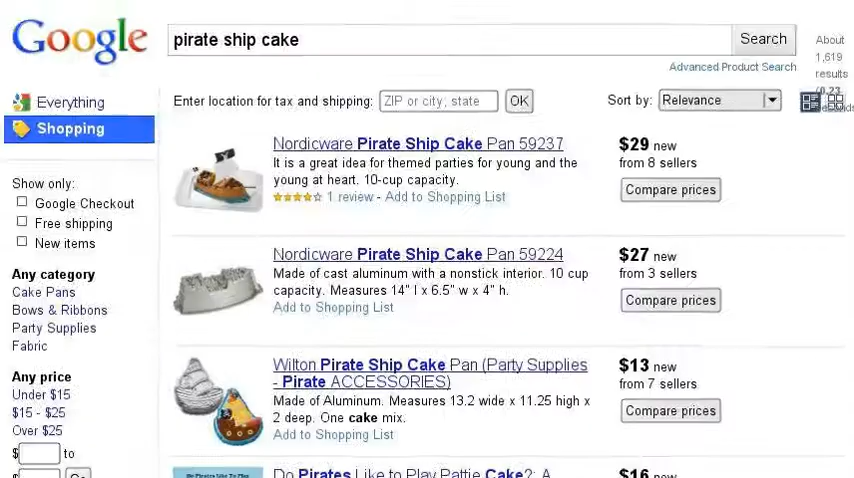 Google
pirate ship cake
Search
Advanced Product Search
About
1,619
results
(0.23
seconds
Everything
Shopping
Enter location for tax and shipping: ZIP or city, state OK
Sort by: Relevance
Show only:
Google Checkout
Free shipping
New items
Any category
Cake Pans
Bows & Ribbons
Party Supplies
Fabric
Any price
Under $15
$15 - $25
Over $25
$ to
$ Go
Nordicware Pirate Ship Cake Pan 59237
It is a great idea for themed parties for young and the
young at heart. 10-cup capacity.
1 review - Add to Shopping List
$29 new
from 8 sellers
Compare prices
Nordicware Pirate Ship Cake Pan 59224
Made of cast aluminum with a nonstick interior. 10 cup
capacity. Measures 14" l x 6.5" w x 4" h.
Add to Shopping List
$27 new
from 3 sellers
Compare prices
Wilton Pirate Ship Cake Pan (Party Supplies
- Pirate ACCESSORIES)
Made of Aluminum. Measures 13.2 wide x 11.25 high x
2 deep. One cake mix.
Add to Shopping List
$13 new
from 7 sellers
Compare prices
Do Pirates Like to Play Pattie Cake?: A
$16 new